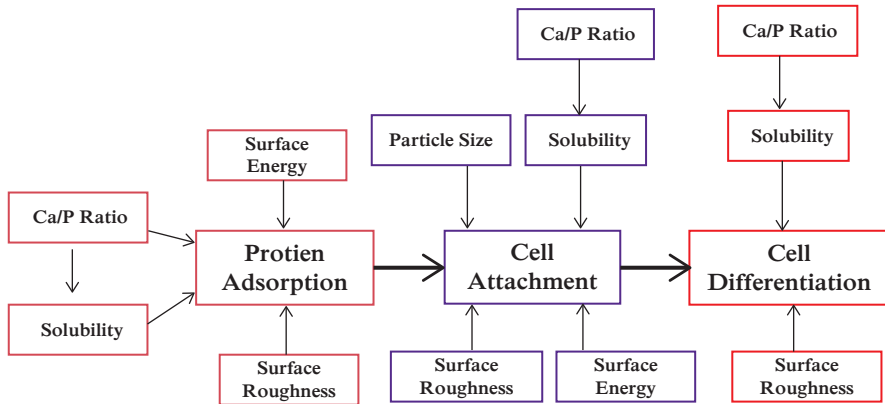 Ca/P Ratio
Ca/P Ratio
Surface
Energy
Particle Size
Solubility
Solubility
Ca/P Ratio
Protien
Adsorption
Cell
Attachment
Cell
Differentiation
Solubility
Surface
Roughness
Surface
Roughness
Surface
Energy
Surface
Roughness